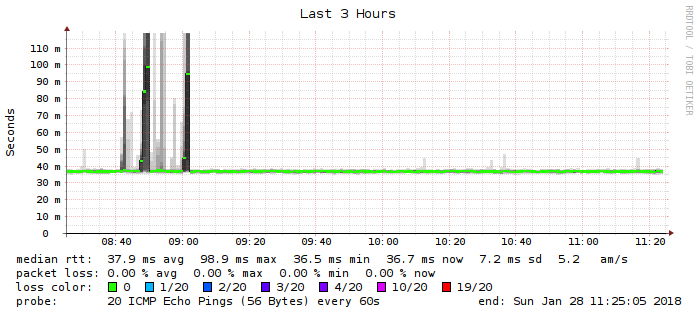 Last 3 Hours
RRDTOOL / TOBI OETIKER
Seconds
110 m
100 m
90 m
80 m
70 m
60 m
50 m
40 m
30 m
20 m
10 m
0
08:40 09:00 09:20 09:40 10:00 10:20 10:40 11:00 11:20
median rtt: 37.9 ms avg 98.9 ms max 36.5 ms min 36.7 ms now 7.2 ms sd 5.2 am/s
packet loss: 0.00 % avg 0.00 % max 0.00 % min 0.00 % now
loss color: 0 1/20 2/20 3/20 4/20 10/20 19/20
probe: 20 ICMP Echo Pings (56 Bytes) every 60s end: Sun Jan 28 11:25:05 2018